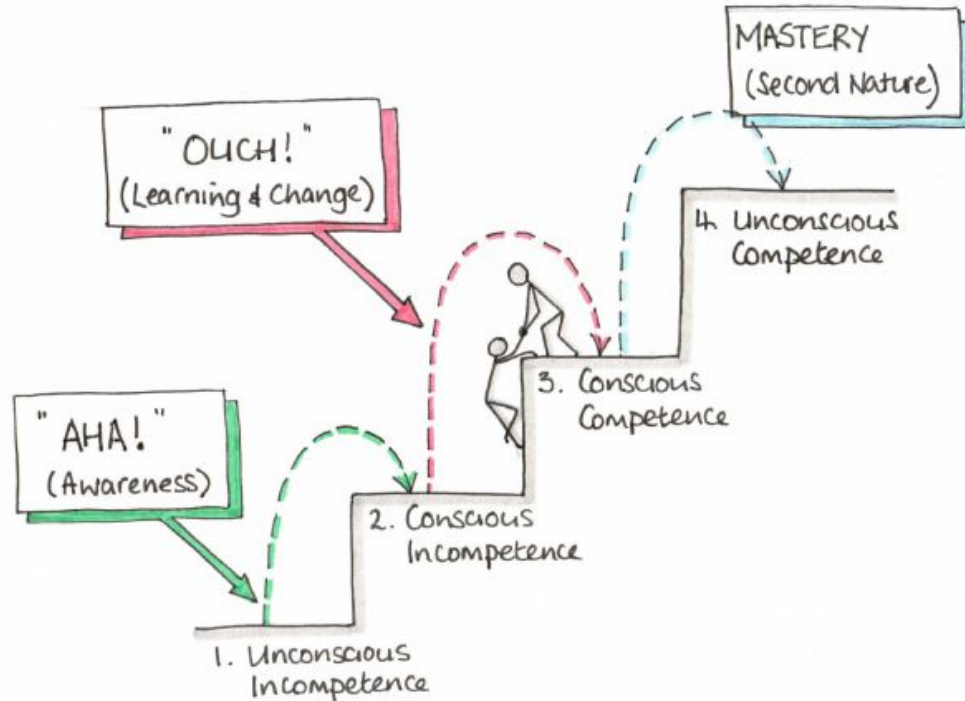 MASTERY
(Second Nature)
"OUCH!"
(Learning & Change)
4. Unconscious
Competence
3. Conscious
Competence
"AHA!"
(Awareness)
2. Conscious
Incompetence
1. Unconscious
Incompetence